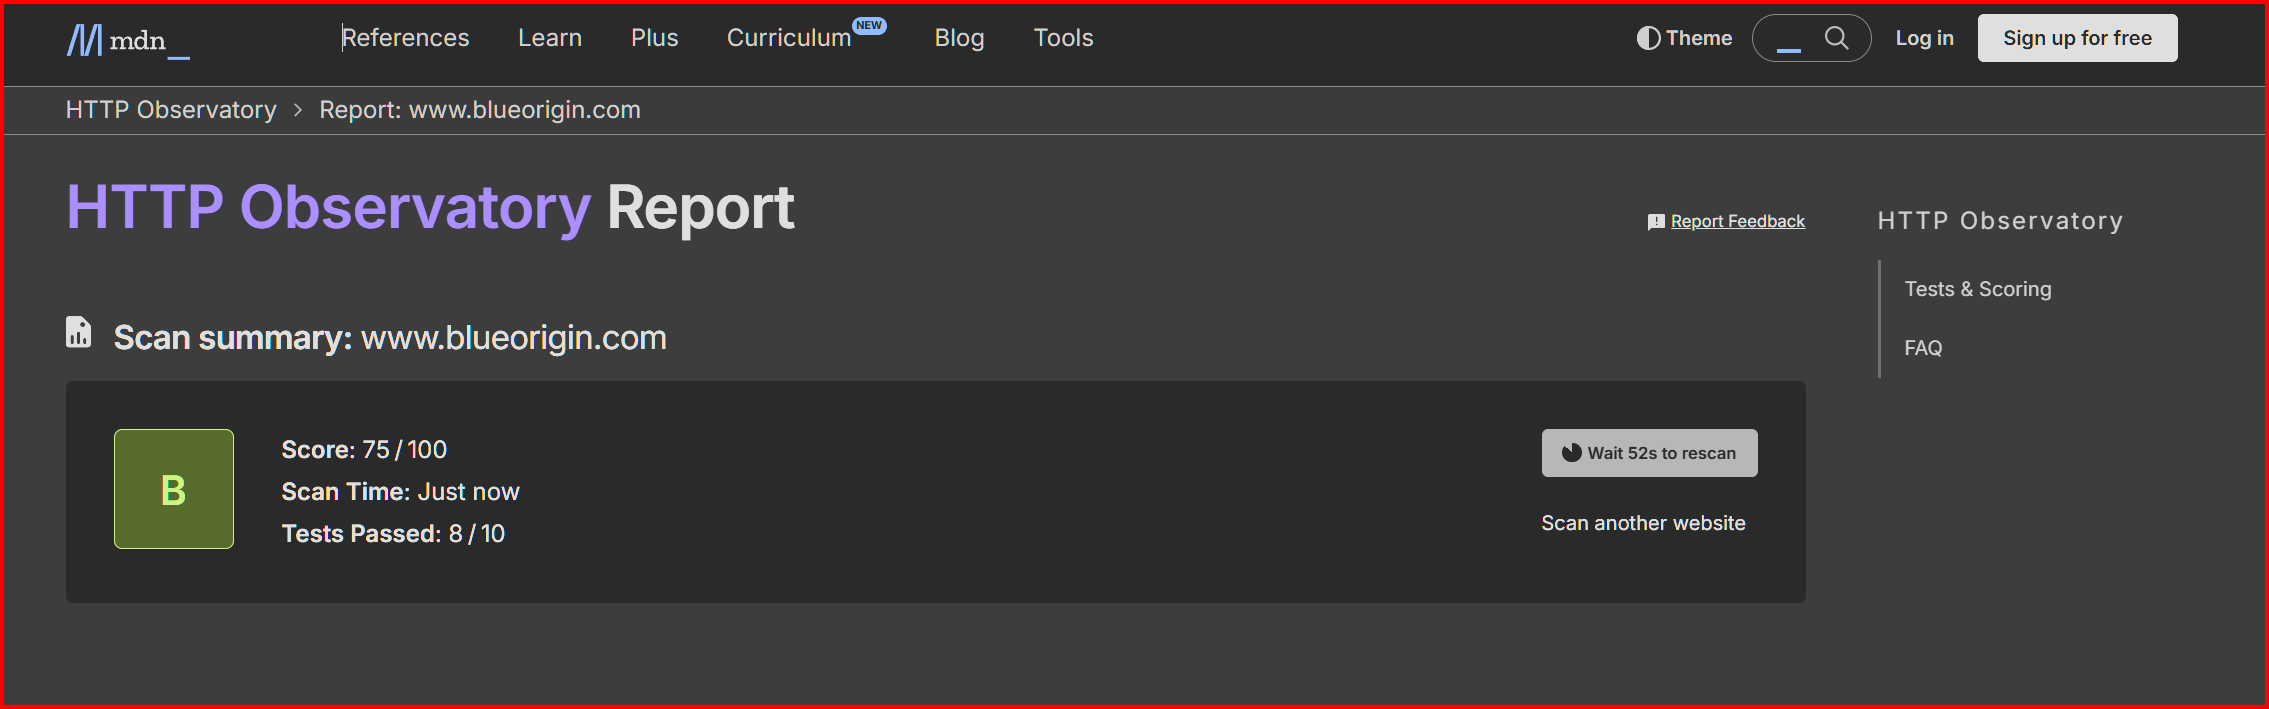 mdn_
References Learn Plus Curriculum NEW Blog Tools Theme Log in Sign up for free
HTTP Observatory > Report: www.blueorigin.com
HTTP Observatory Report
Report Feedback
HTTP Observatory
Tests & Scoring
FAQ
Scan summary: www.blueorigin.com
B
Score: 75 / 100
Scan Time: Just now
Tests Passed: 8 / 10
Wait 52s to rescan
Scan another website